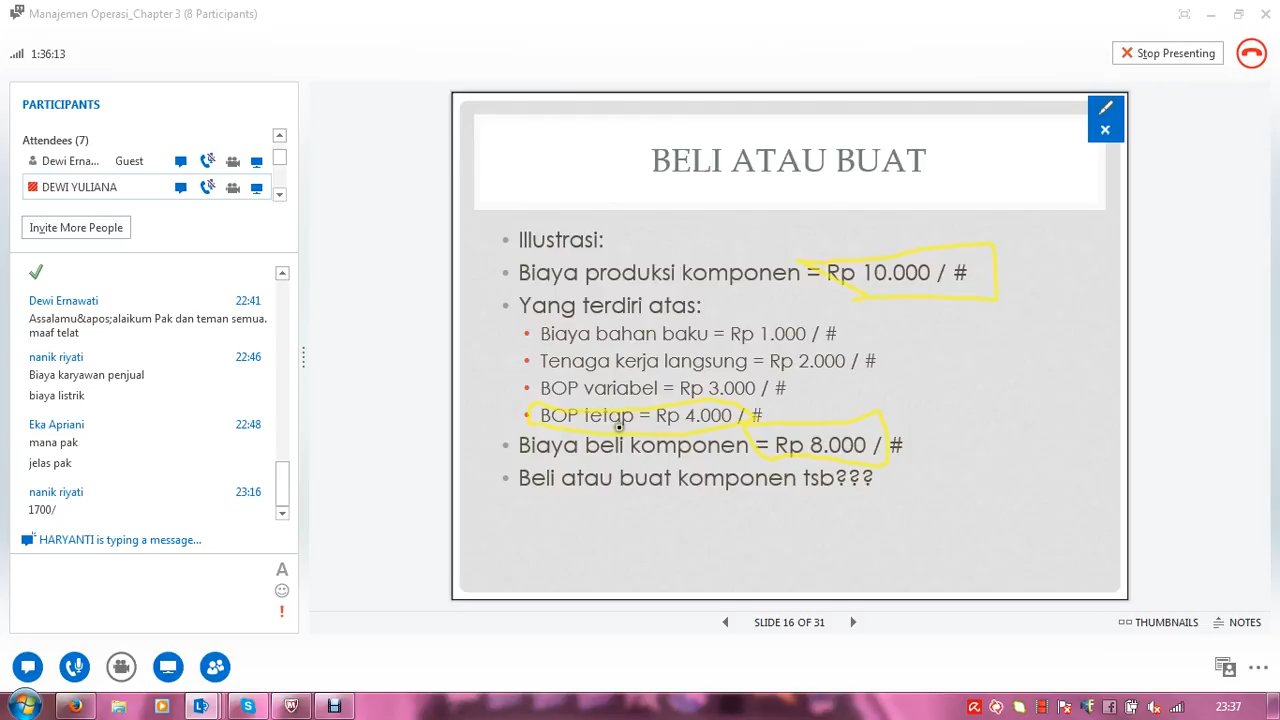 Manajemen Operasi_Chapter 3 (8 Participants)
1:36:13
Stop Presenting
PARTICIPANTS
Attendees (7)
Dewi Erna... Guest
DEWI YULIANA
Invite More People
Dewi Ernawati 22:41
Assalamu&apos;alaikum Pak dan teman semua.
maaf telat
nanik riyati 22:46
Biaya karyawan penjual
biaya listrik
Eka Apriani 22:48
mana pak
jelas pak
nanik riyati 23:16
1700/
HARYANTI is typing a message...
A
BELI ATAU BUAT
• Illustrasi:
• Biaya produksi komponen = Rp 10.000 / #
• Yang terdiri atas:
• Biaya bahan baku = Rp 1.000 / #
• Tenaga kerja langsung = Rp 2.000 / #
• BOP variabel = Rp 3.000 / #
• BOP tetap = Rp 4.000 / #
• Biaya beli komponen = Rp 8.000 / #
• Beli atau buat komponen tsb???
SLIDE 16 OF 31
THUMBNAILS
NOTES
23:37